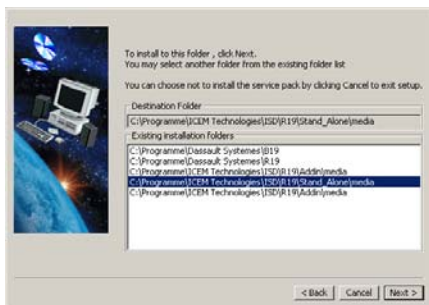 To install to this folder , click Next.
You may select another folder from the existing folder list
You can choose not to install the service pack by clicking Cancel to exit setup.
Destination Folder
C:\Programme\ICEM Technologies\ISD\R19\Stand_Alone\media
Existing installation folders
C:\Programme\Dassault Systemes\B19
C:\Programme\Dassault Systemes\R19
C:\Programme\ICEM Technologies\ISD\R19\Addin\media
C:\Programme\ICEM Technologies\ISD\R19\Stand_Alone\media
C:\Programme\ICEM Technologies\ISD\R19\Addin\media
< Back Cancel Next >